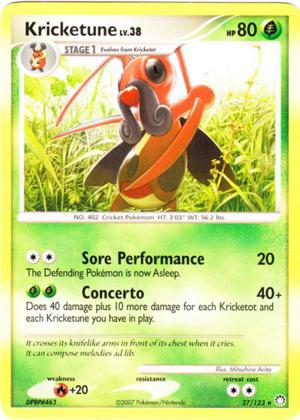 Kricketune LV.38 HP 80
STAGE 1 Evolves from Kricketot
NO. 402 Cricket Pokémon HT: 3'03" WT: 56.2 lbs.
Sore Performance 20
The Defending Pokémon is now Asleep.
Concerto 40+
Does 40 damage plus 10 more damage for each Kricketot and
each Kricketune you have in play.
It crosses its knifelike arms in front of its chest when it cries. It
can compose melodies ad lib.
Illus. Mitsuhiro Arita
weakness resistance retreat cost
+20
DPBP#463 ©2007 Pokémon/Nintendo 27/123 ★